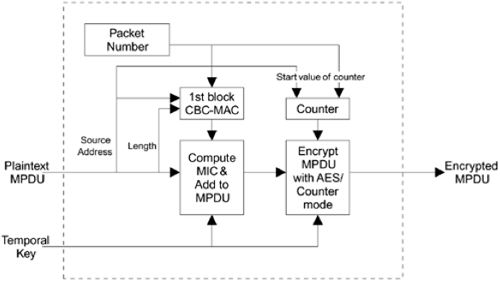 Packet
Number
Start value of counter
1st block
CBC-MAC
Counter
Source
Address
Length
Plaintext
MPDU
Compute
MIC &
Add to
MPDU
Encrypt
MPDU
with AES/
Counter
mode
Encrypted
MPDU
Temporal
Key